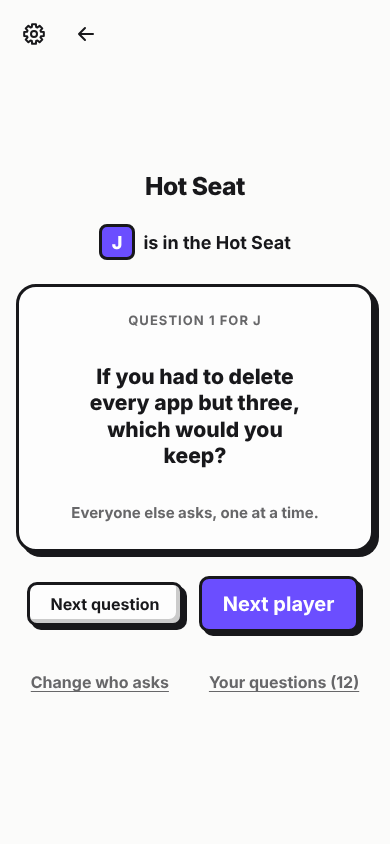 Hot Seat
J is in the Hot Seat
QUESTION 1 FOR J
If you had to delete
every app but three,
which would you
keep?
Everyone else asks, one at a time.
Next question
Next player
Change who asks
Your questions (12)